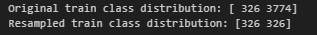 Original train class distribution: [ 326 3774]
Resampled train class distribution: [326 326]